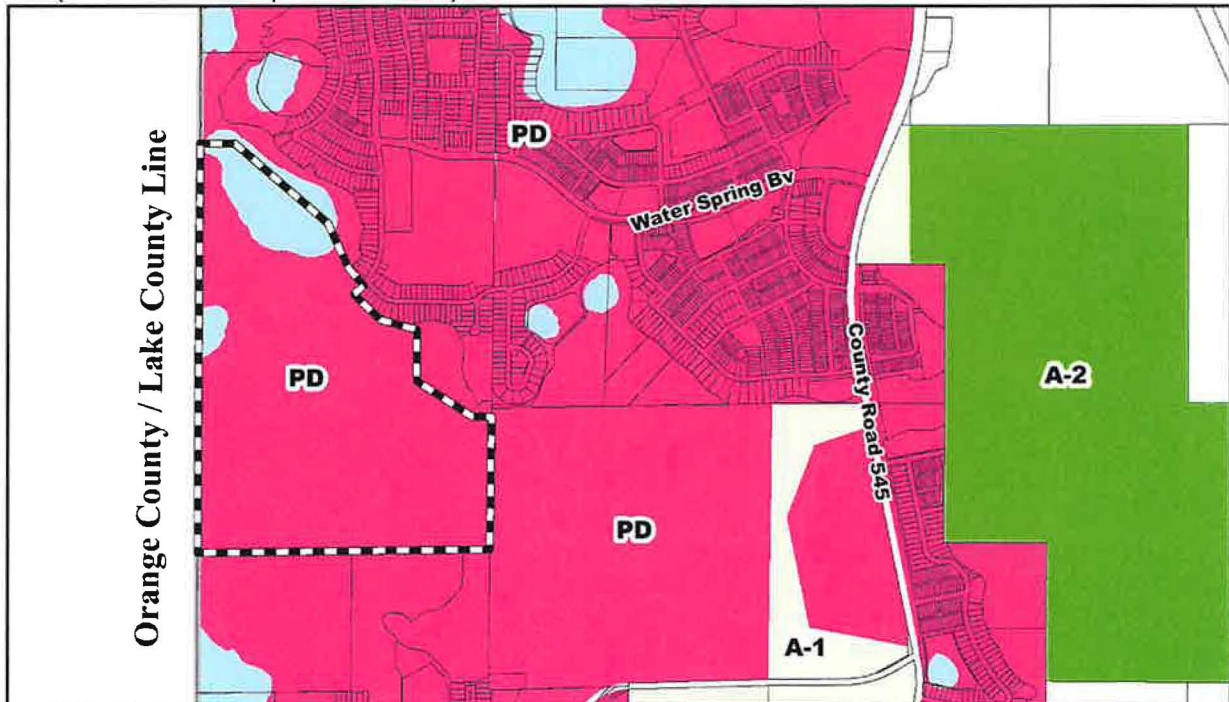 PD
Water Spring Bv
Orange County / Lake County Line
PD
County Road 545
A-2
PD
A-1